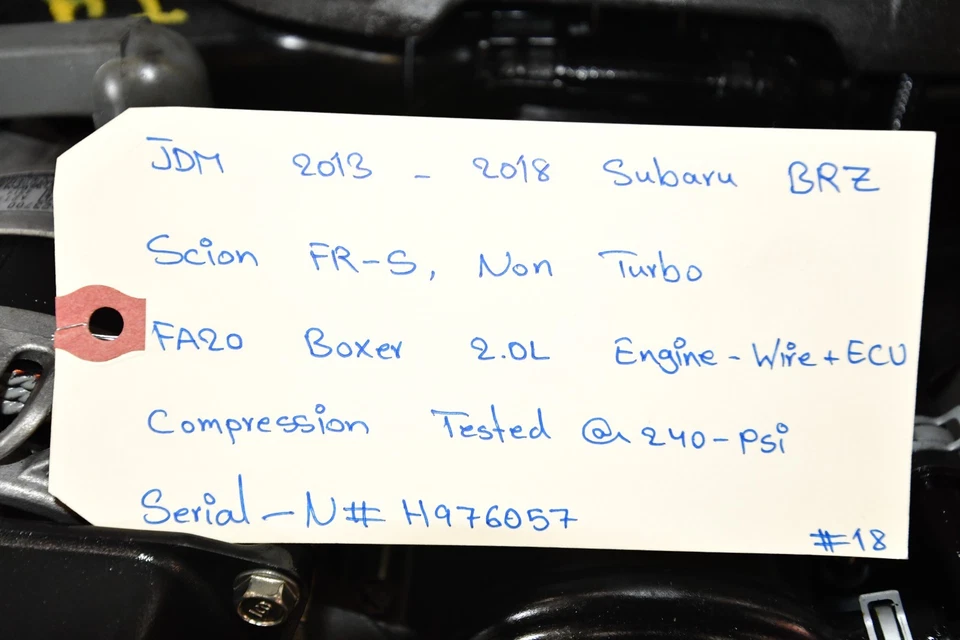 JDM 2013 - 2018 Subaru BRZ
Scion FR-S, Non Turbo
FA20 Boxer 2.0L Engine - Wire + ECU
Compression Tested @ 240-psi
Serial - N# H976057
#18